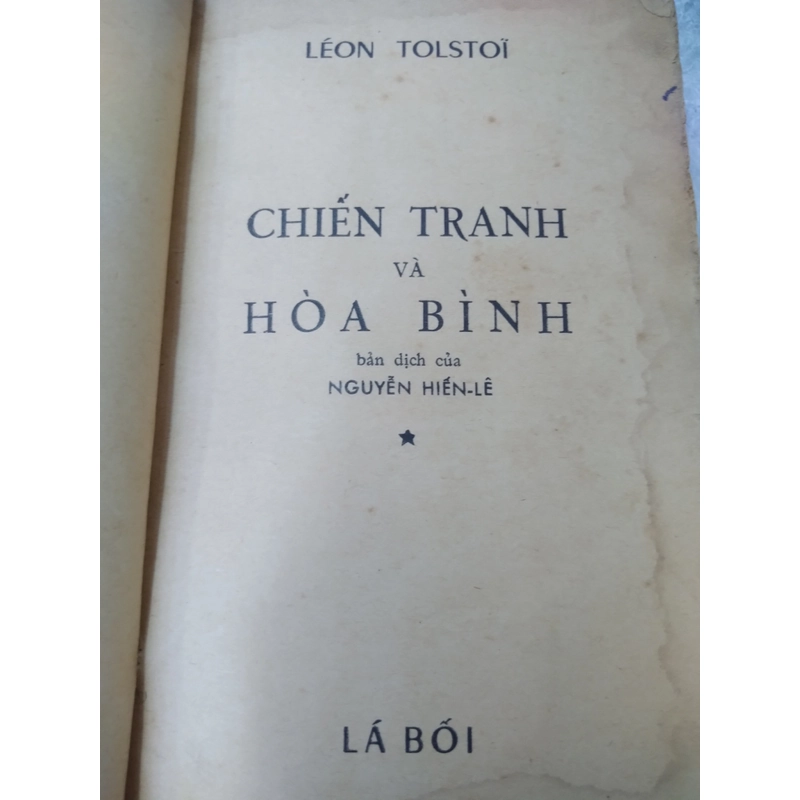 LÉON TOLSTOÏ
CHIẾN TRANH
VÀ
HÒA BÌNH
bản dịch của
NGUYỄN HIẾN-LÊ
LÁ BỐI